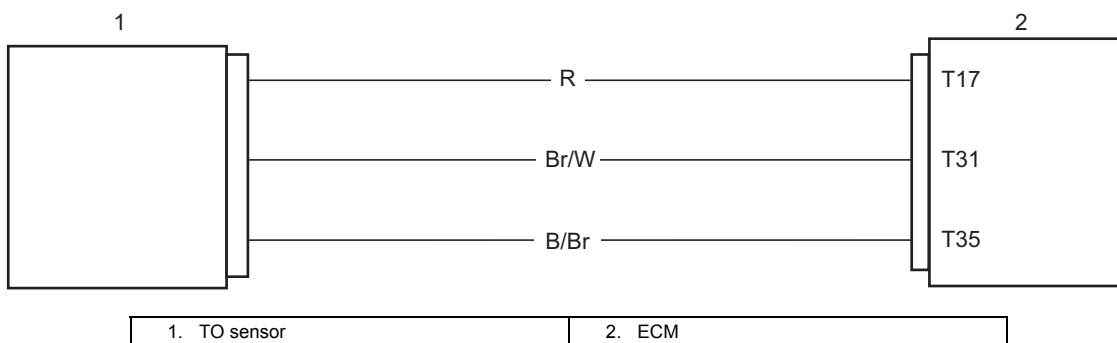 1 2
R T17
Br/W T31
B/Br T35
1. TO sensor 2. ECM